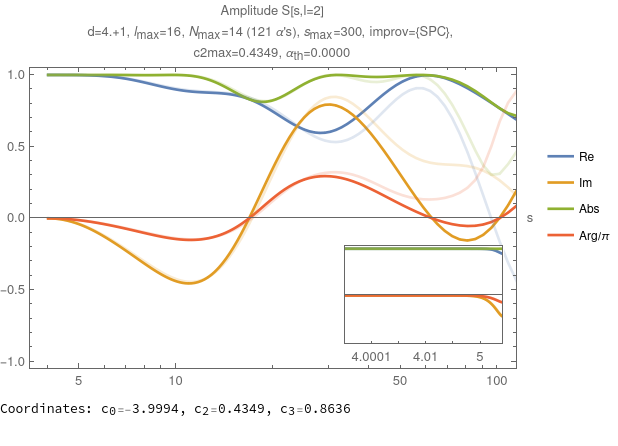 Amplitude S[s,l=2]
d=4.+1, lmax=16, Nmax=14 (121 α's), smax=300, improv={SPC},
c2max=0.4349, αth=0.0000
1.0
0.5
0.0
-0.5
-1.0
5
10
50
100
s
4.0001
4.01
5
Re
Im
Abs
Arg/π
Coordinates: c0=-3.9994, c2=0.4349, c3=0.8636